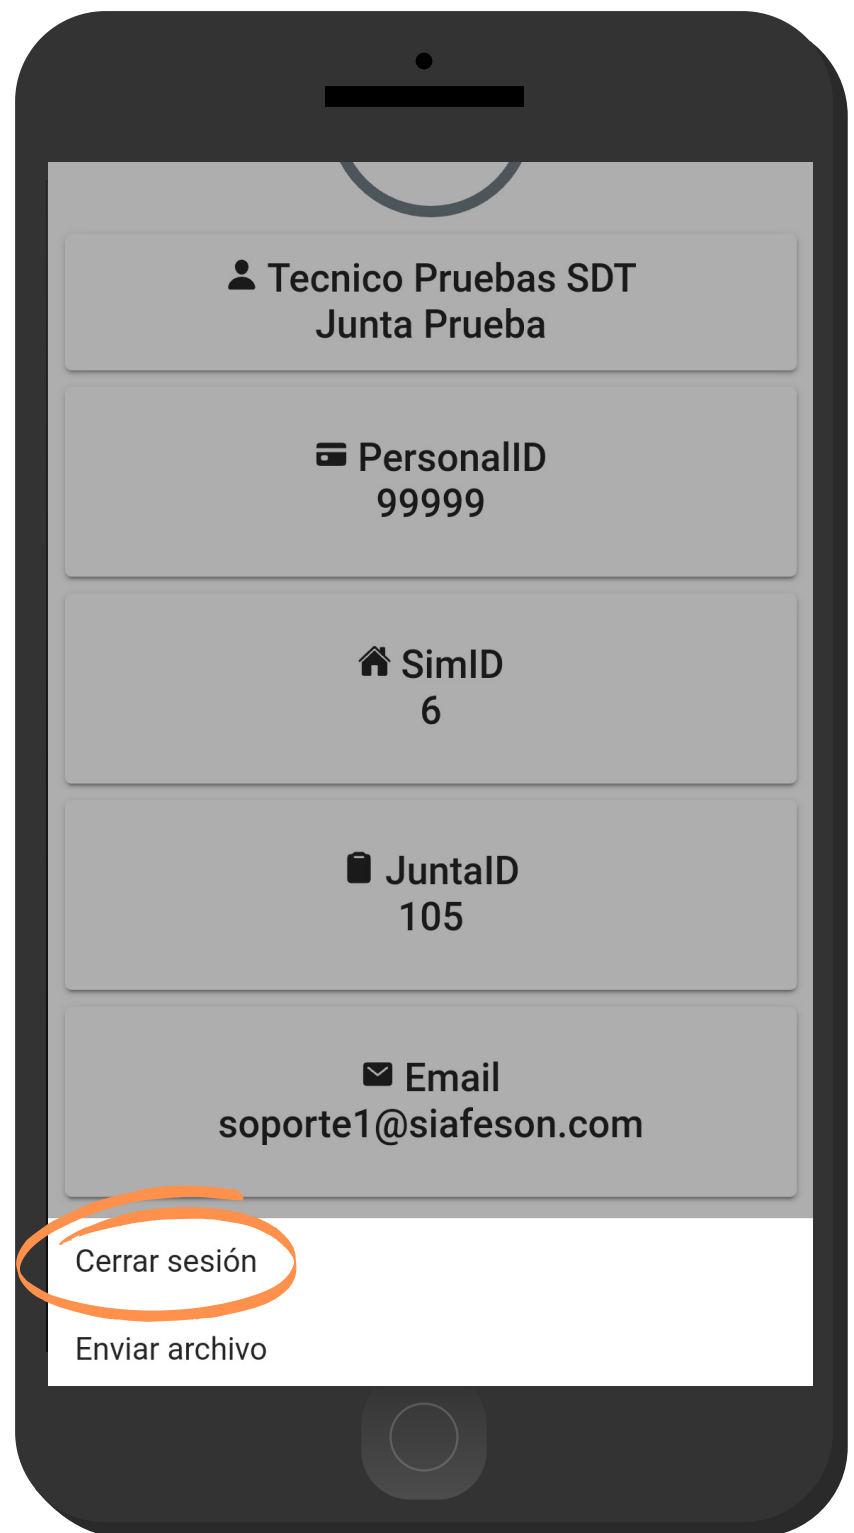 Tecnico Pruebas SDT
Junta Prueba
PersonalID
99999
SimID
6
JuntaID
105
Email
soporte1@siafeson.com
Cerrar sesión
Enviar archivo